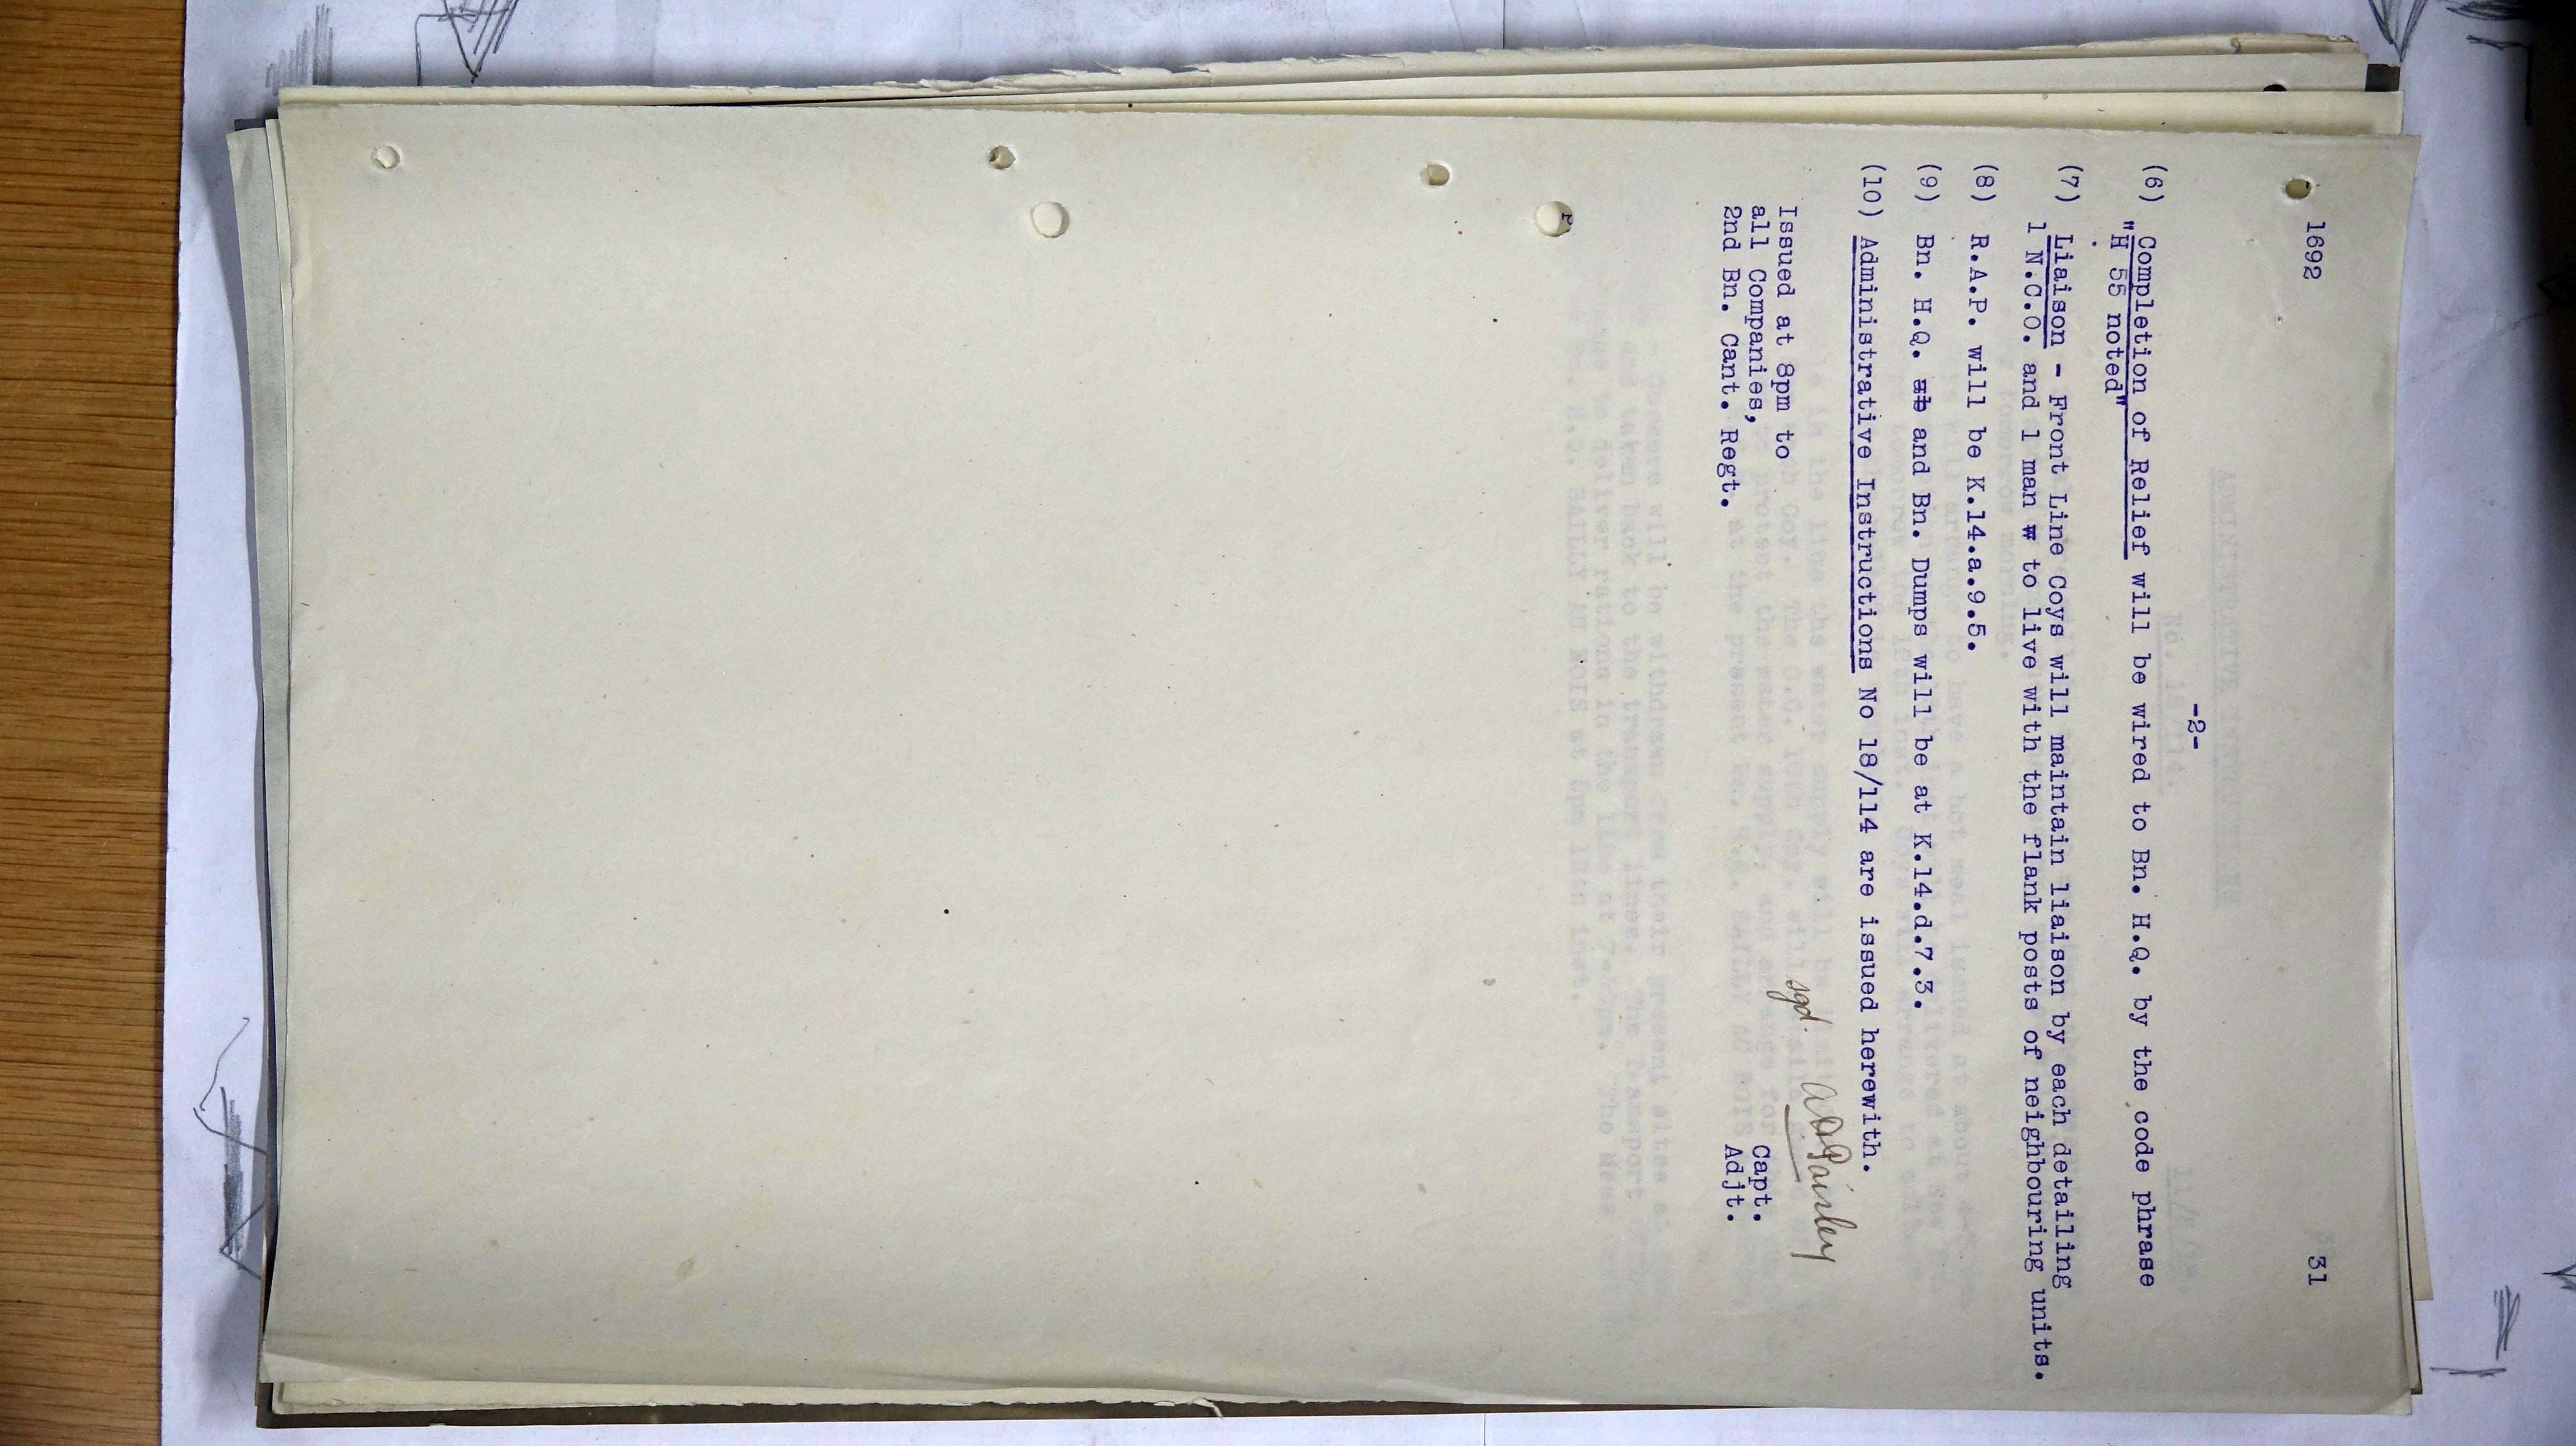 1692 31
-2-
(6) Completion of Relief will be wired to Bn. H.Q. by the code phrase
"H 55 noted"
(7) Liaison - Front Line Coys will maintain liaison by each detailing
1 N.C.O. and 1 man w to live with the flank posts of neighbouring units.
(8) R.A.P. will be K.14.a.9.5.
(9) Bn. H.Q. ab and Bn. Dumps will be at K.14.d.7.3.
(10) Administrative Instructions No 18/114 are issued herewith.
sgd. A D Paisley
Issued at 8pm to
all Companies, Capt.
2nd Bn. Cant. Regt. Adjt.